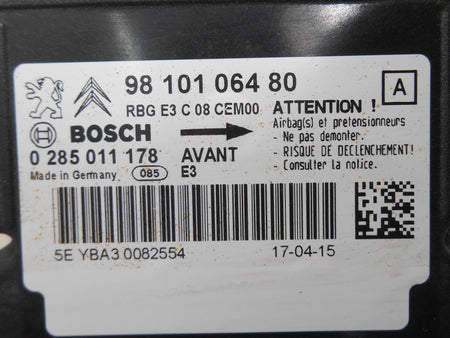 98 101 064 80
A
RBG E3 C 08 CEM00
ATTENTION !
Airbag(s) et pretensionneurs
- Ne pas demonter.
- RISQUE DE DECLENCHEMENT!
- Consulter la notice.
BOSCH
0 285 011 178
AVANT
Made in Germany
085
E3
5E YBA3 0082554
17-04-15